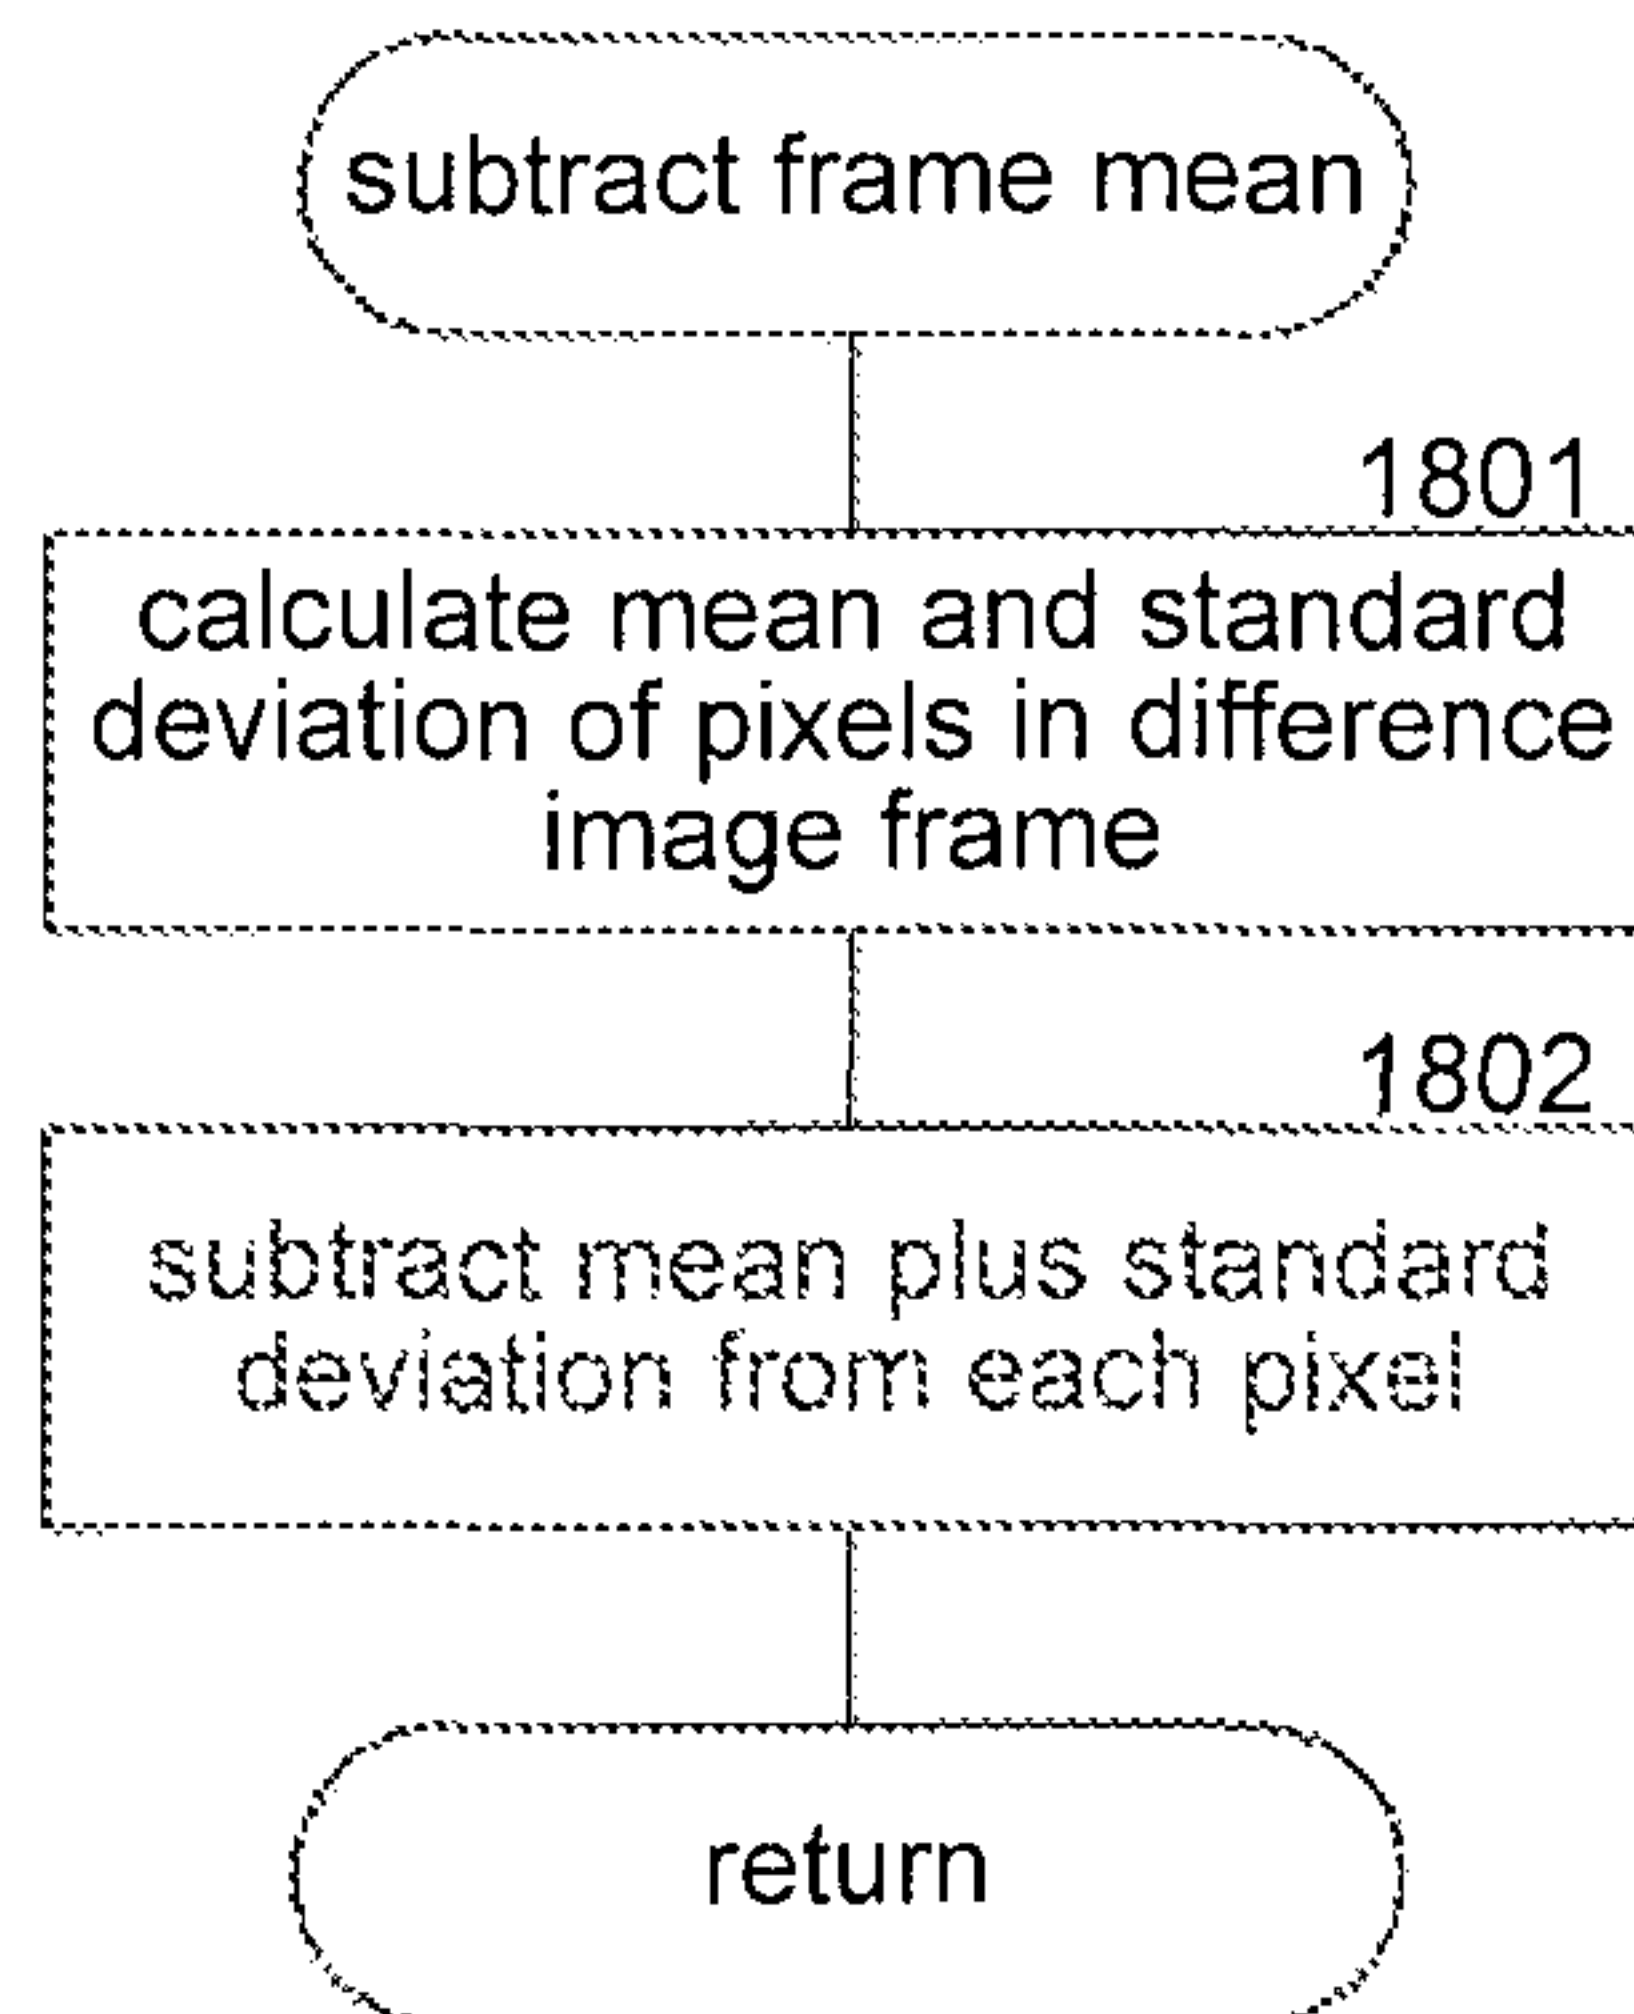 subtract frame mean
1801
calculate mean and standard
deviation of pixels in difference
image frame
1802
subtract mean plus standard
deviation from each pixel
return